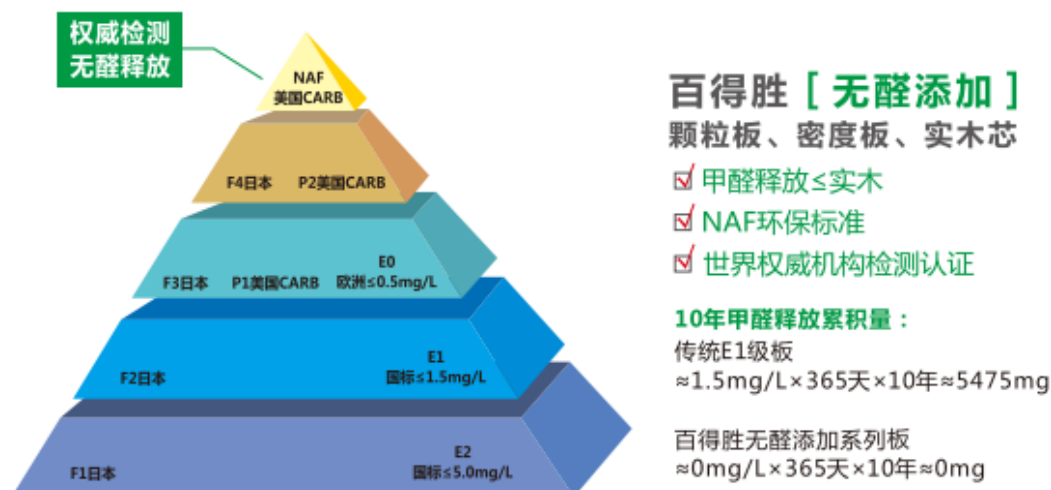 权威检测
无醛释放
NAF
美国CARB
F4日本 P2美国CARB
E0
F3日本 P1美国CARB 欧洲≤0.5mg/L
E1
F2日本 国标≤1.5mg/L
E2
F1日本 国标≤5.0mg/L
百得胜 [ 无醛添加 ]
颗粒板、密度板、实木芯
甲醛释放≤实木
NAF环保标准
世界权威机构检测认证
10年甲醛释放累积量：
传统E1级板
≈1.5mg/L×365天×10年≈5475mg
百得胜无醛添加系列板
≈0mg/L×365天×10年≈0mg